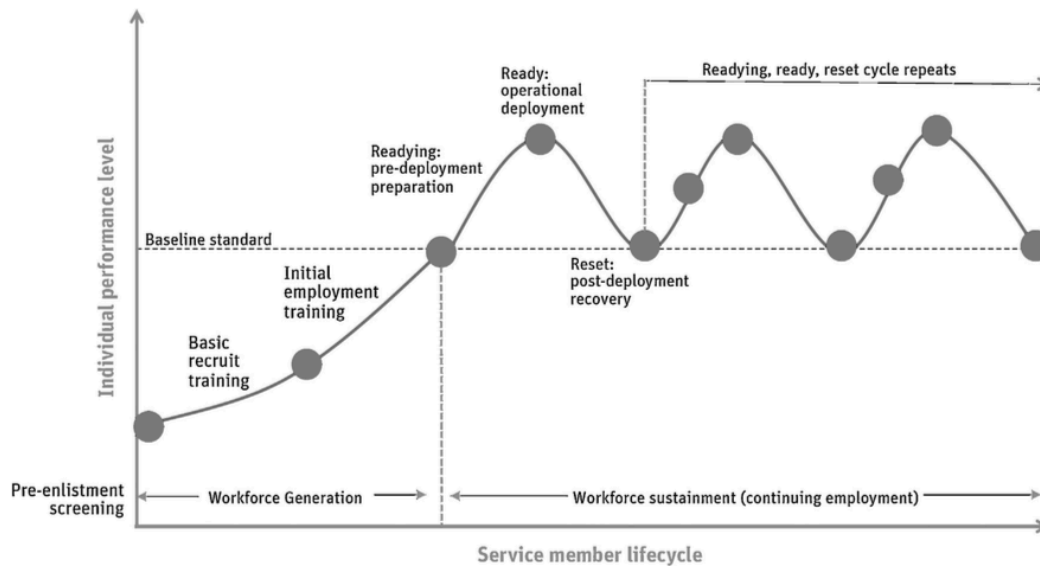 Individual performance level
Ready:
operational
deployment
Readying, ready, reset cycle repeats
Readying:
pre-deployment
preparation
Baseline standard
Initial
employment
training
Reset:
post-deployment
recovery
Basic
recruit
training
Pre-enlistment
screening
Workforce Generation
Workforce sustainment (continuing employment)
Service member lifecycle